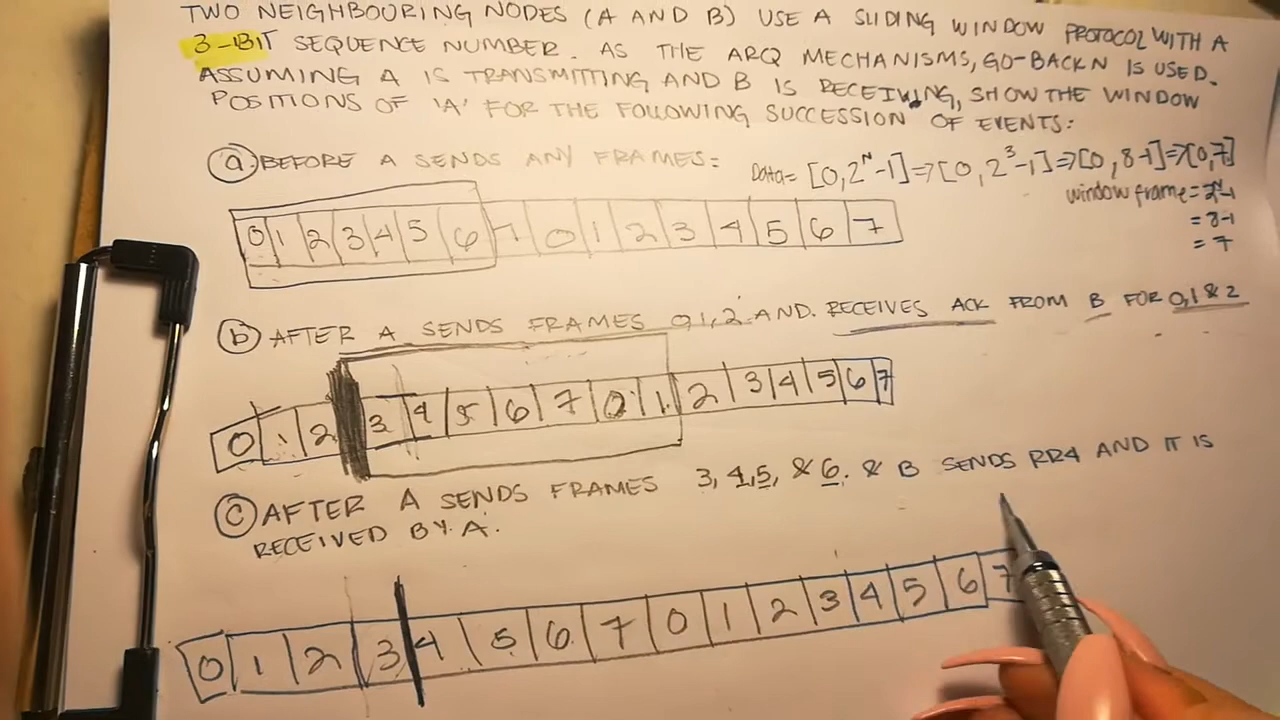 TWO NEIGHBOURING NODES (A AND B) USE A SLIDING WINDOW PROTOCOL WITH A
3-BIT SEQUENCE NUMBER. AS THE ARQ MECHANISMS, GO-BACK N IS USED.
ASSUMING A IS TRANSMITTING AND B IS RECEIVING, SHOW THE WINDOW
POSITIONS OF 'A' FOR THE FOLLOWING SUCCESSION OF EVENTS:
(a) BEFORE A SENDS ANY FRAMES:
Data = [0, 2^N-1] => [0, 2^3-1] => [0, 8-1] => [0, 7]
window frame = 2^N-1
= 8-1
= 7
0 1 2 3 4 5 6 7 0 1 2 3 4 5 6 7
(b) AFTER A SENDS FRAMES 0,1,2 AND RECEIVES ACK FROM B FOR 0,1 & 2
0 1 2 3 4 5 6 7 0 1 2 3 4 5 6 7
(c) AFTER A SENDS FRAMES 3, 4, 5, & 6. & B SENDS RR4 AND IT IS
RECEIVED BY A.
0 1 2 3 4 5 6 7 0 1 2 3 4 5 6 7